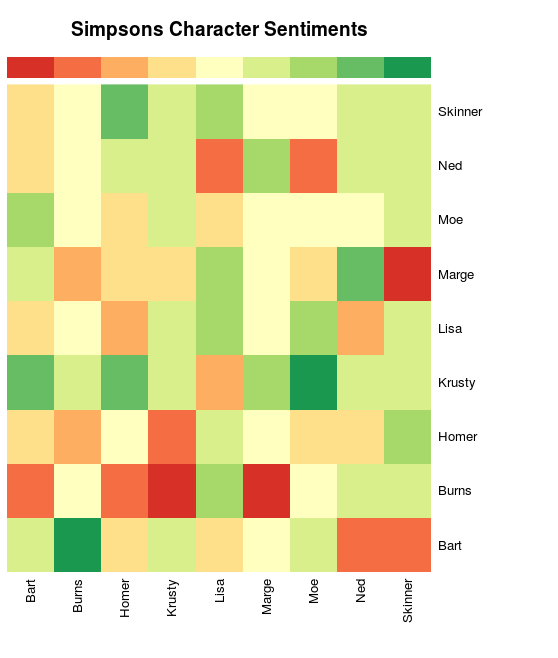 Simpsons Character Sentiments
Skinner
Ned
Moe
Marge
Lisa
Krusty
Homer
Burns
Bart
Bart
Burns
Homer
Krusty
Lisa
Marge
Moe
Ned
Skinner